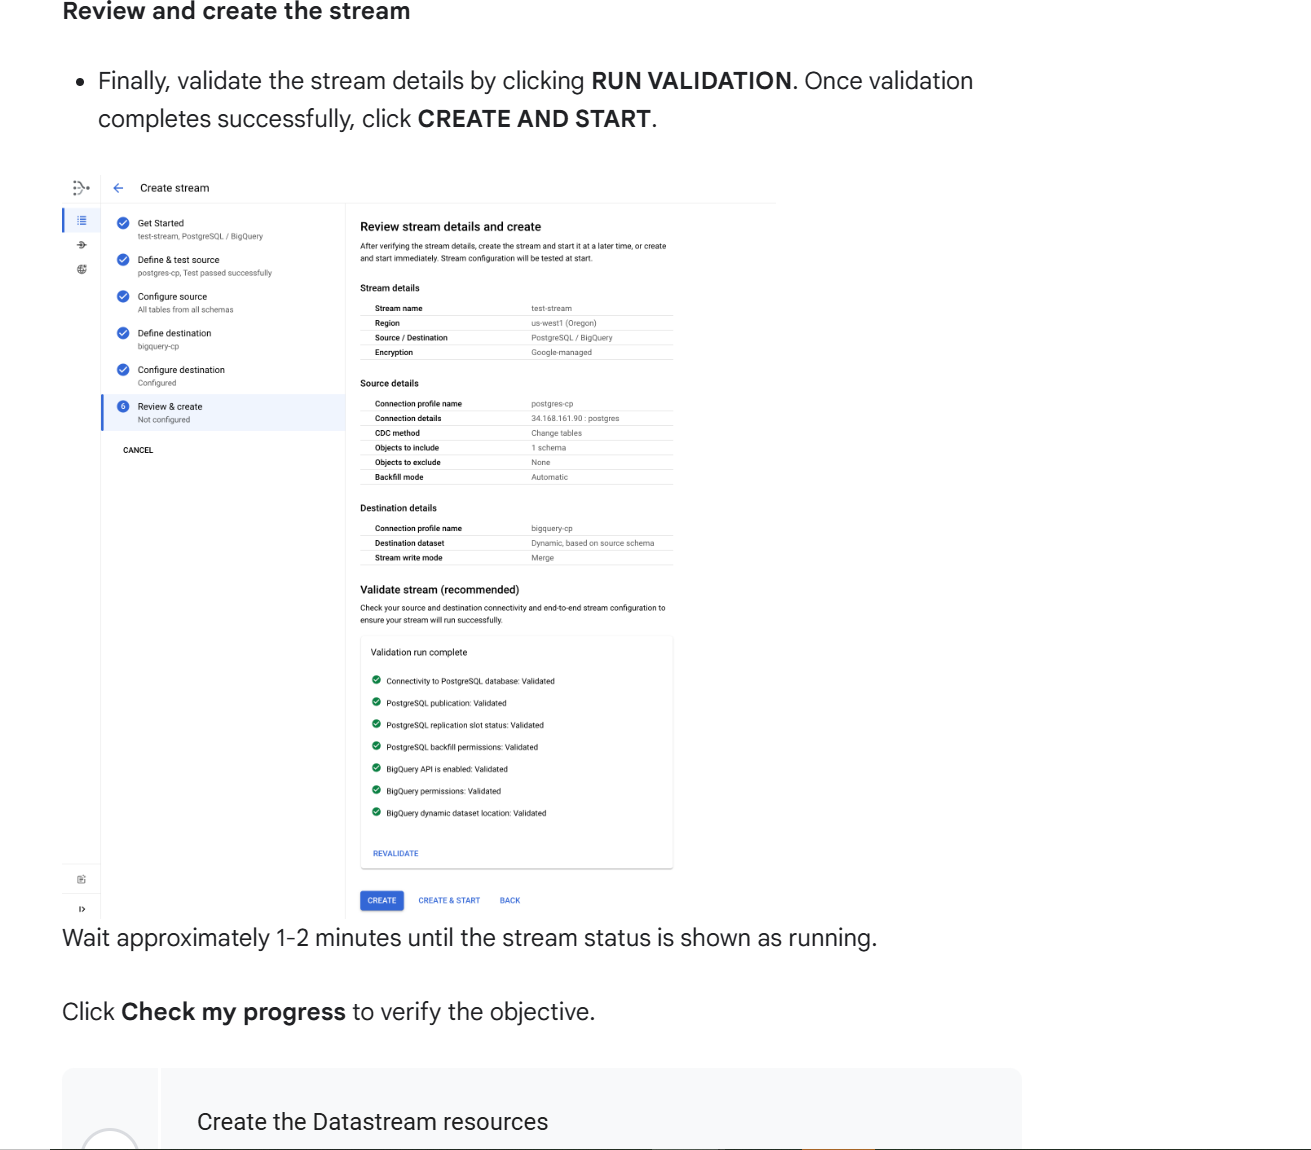 Review and create the stream
Finally, validate the stream details by clicking RUN VALIDATION. Once validation
completes successfully, click CREATE AND START.
Create stream
Get Started
test-stream, PostgreSQL / BigQuery
Define & test source
postgres-cp, Test passed successfully
Configure source
All tables from all schemas
Define destination
bigquery-cp
Configure destination
Configured
6 Review & create
Not configured
CANCEL
Review stream details and create
After verifying the stream details, create the stream and start it at a later time, or create
and start immediately. Stream configuration will be tested at start.
Stream details
Stream name test-stream
Region us-west1 (Oregon)
Source / Destination PostgreSQL / BigQuery
Encryption Google-managed
Source details
Connection profile name postgres-cp
Connection details 34.168.161.90 : postgres
CDC method Change tables
Objects to include 1 schema
Objects to exclude None
Backfill mode Automatic
Destination details
Connection profile name bigquery-cp
Destination dataset Dynamic, based on source schema
Stream write mode Merge
Validate stream (recommended)
Check your source and destination connectivity and end-to-end stream configuration to
ensure your stream will run successfully.
Validation run complete
Connectivity to PostgreSQL database: Validated
PostgreSQL publication: Validated
PostgreSQL replication slot status: Validated
PostgreSQL backfill permissions: Validated
BigQuery API is enabled: Validated
BigQuery permissions: Validated
BigQuery dynamic dataset location: Validated
REVALIDATE
CREATE CREATE & START BACK
Wait approximately 1-2 minutes until the stream status is shown as running.
Click Check my progress to verify the objective.
Create the Datastream resources